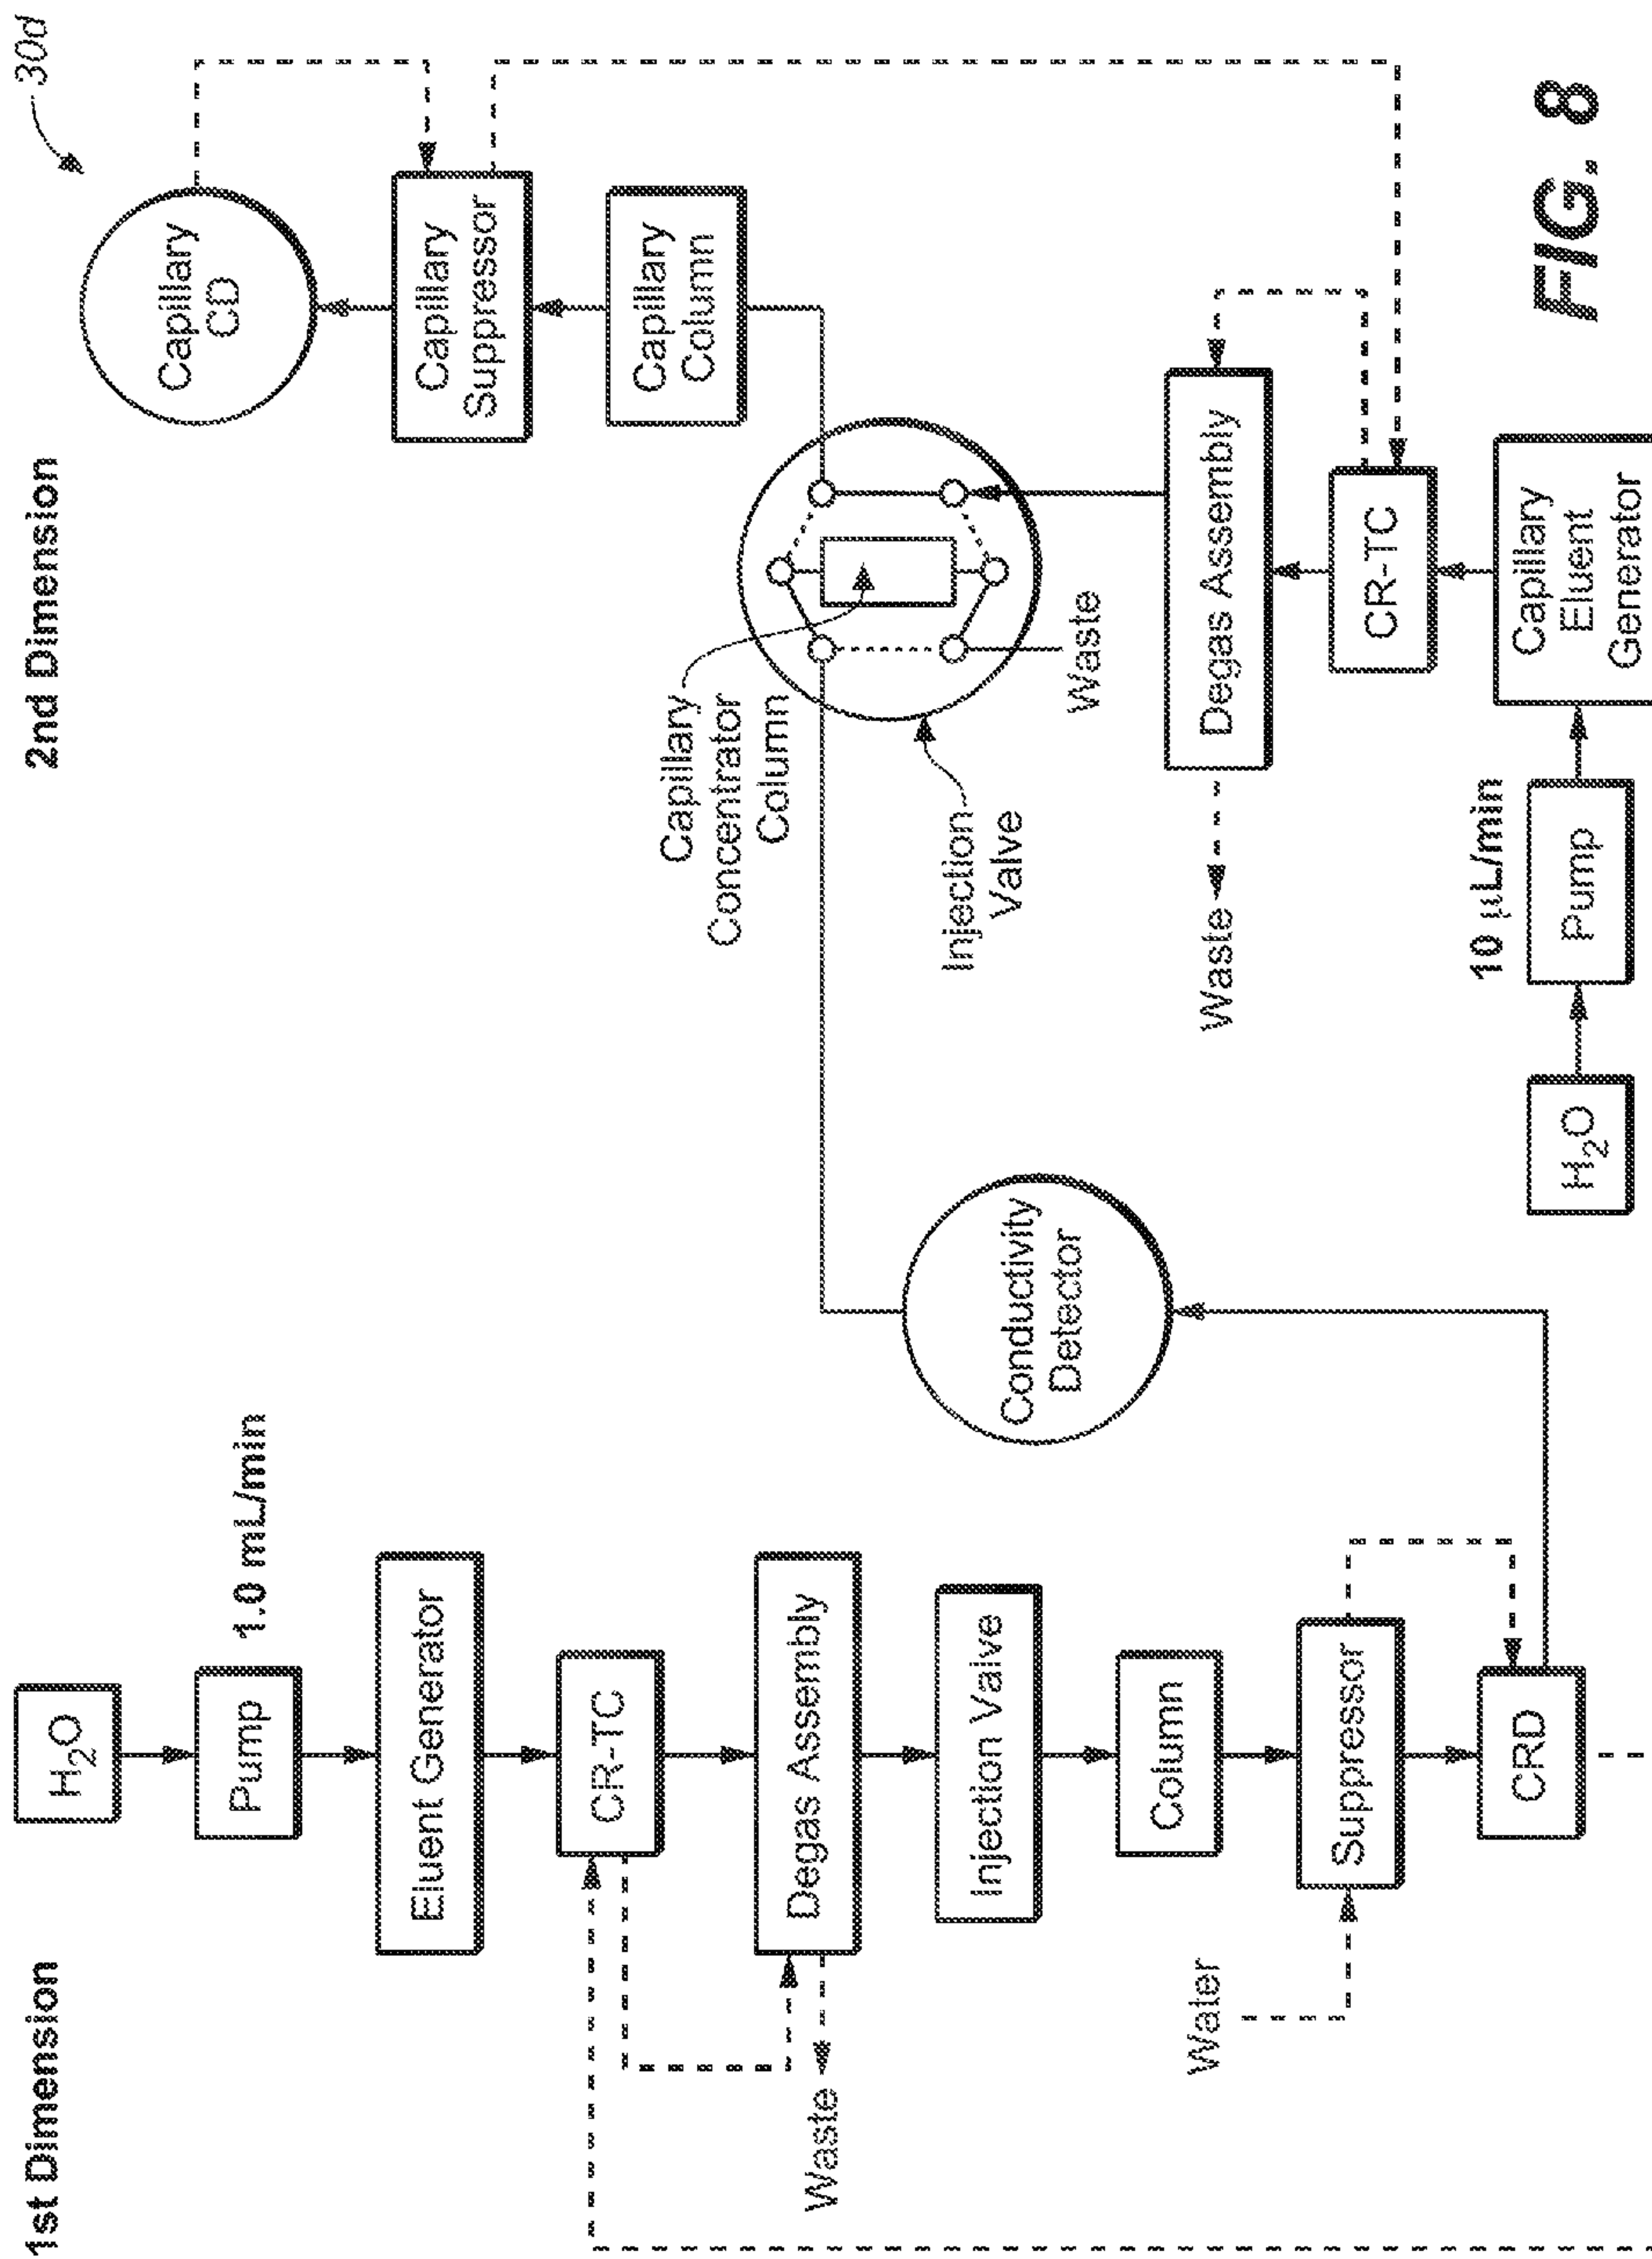 1st Dimension
H₂O
Pump
1.0 mL/min
Eluent Generator
CR-TC
Degas Assembly
Waste
Injection Valve
Column
Water
Suppressor
CRD
Conductivity
Detector
2nd Dimension
30d
Capillary
CD
Capillary
Suppressor
Capillary
Column
Capillary
Concentrator
Column
Injection
Valve
Waste
Degas Assembly
Waste
CR-TC
Capillary
Eluent
Generator
10 µL/min
Pump
H₂O
FIG. 8